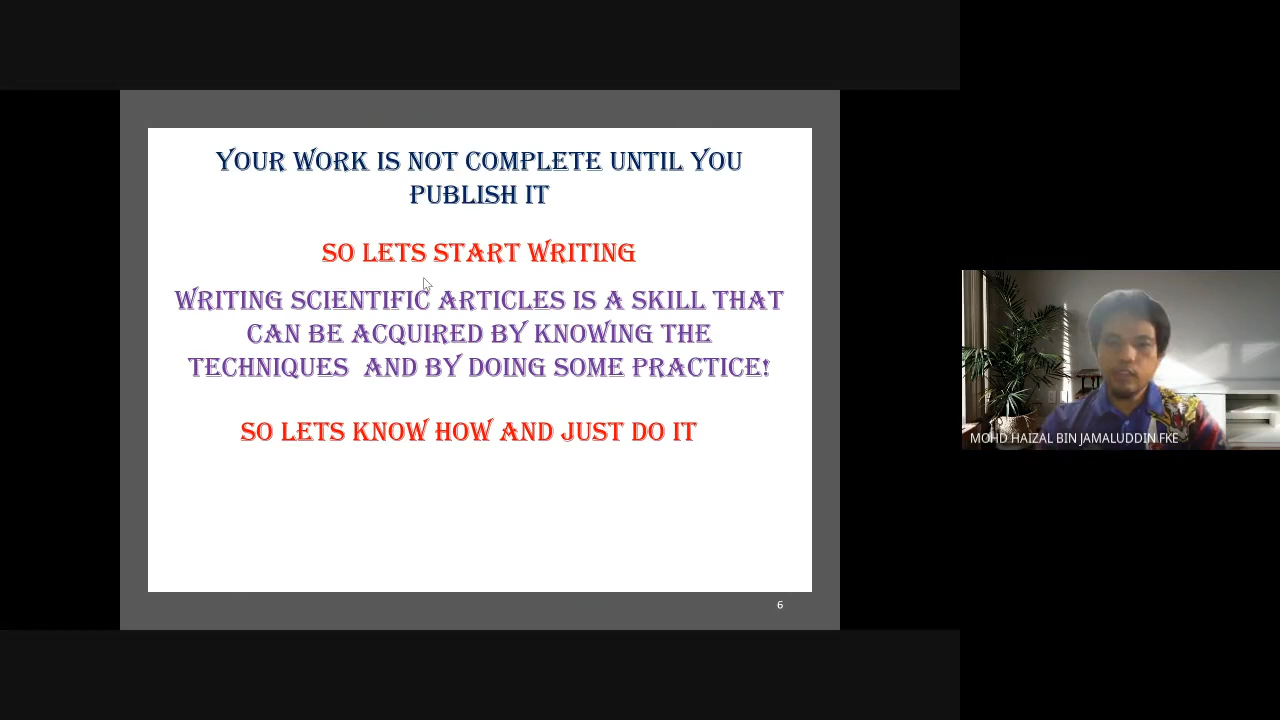 YOUR WORK IS NOT COMPLETE UNTIL YOU
PUBLISH IT
SO LETS START WRITING
WRITING SCIENTIFIC ARTICLES IS A SKILL THAT
CAN BE ACQUIRED BY KNOWING THE
TECHNIQUES AND BY DOING SOME PRACTICE!
SO LETS KNOW HOW AND JUST DO IT
6
MOHD HAIZAL BIN JAMALUDDIN FKE